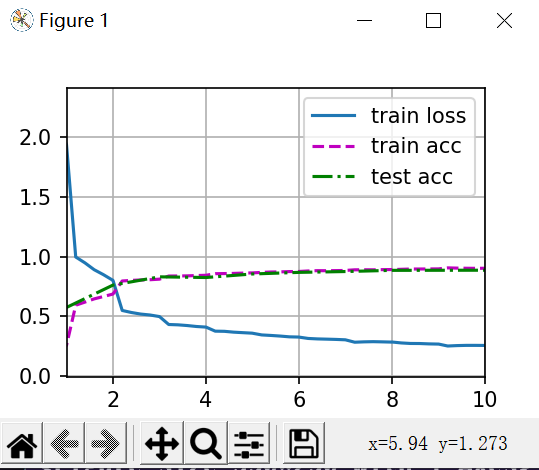 Figure 1
train loss
train acc
test acc
2.0
1.5
1.0
0.5
0.0
2 4 6 8 10
x=5.94 y=1.273